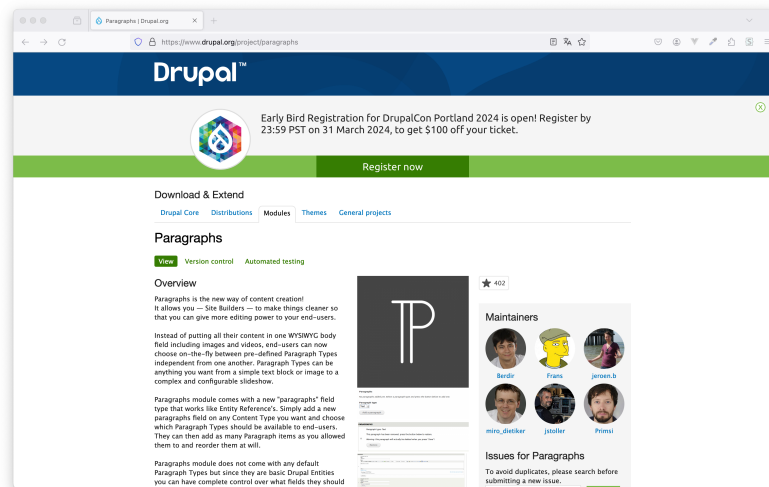 Paragraphs | Drupal.org
https://www.drupal.org/project/paragraphs
Drupal™
Early Bird Registration for DrupalCon Portland 2024 is open! Register by
23:59 PST on 31 March 2024, to get $100 off your ticket.
Register now
Download & Extend
Drupal Core Distributions Modules Themes General projects
Paragraphs
View Version control Automated testing
Overview
Paragraphs is the new way of content creation!
It allows you — Site Builders — to make things cleaner so
that you can give more editing power to your end-users.
Instead of putting all their content in one WYSIWYG body
field including images and videos, end-users can now
choose on-the-fly between pre-defined Paragraph Types
independent from one another. Paragraph Types can be
anything you want from a simple text block or image to a
complex and configurable slideshow.
Paragraphs module comes with a new "paragraphs" field
type that works like Entity Reference's. Simply add a new
paragraphs field on any Content Type you want and choose
which Paragraph Types should be available to end-users.
They can then add as many Paragraph items as you allowed
them to and reorder them at will.
Paragraphs module does not come with any default
Paragraph Types but since they are basic Drupal Entities
you can have complete control over what fields they should
402
Maintainers
Berdir Frans jeroen.b
miro_dietiker jstoller Primsi
Issues for Paragraphs
To avoid duplicates, please search before
submitting a new issue.